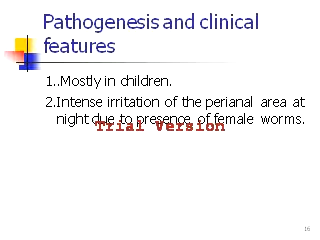 Pathogenesis and clinical
features
1..Mostly in children.
2.Intense irritation of the perianal area at
night due to presence of female worms.
Trial Version
16